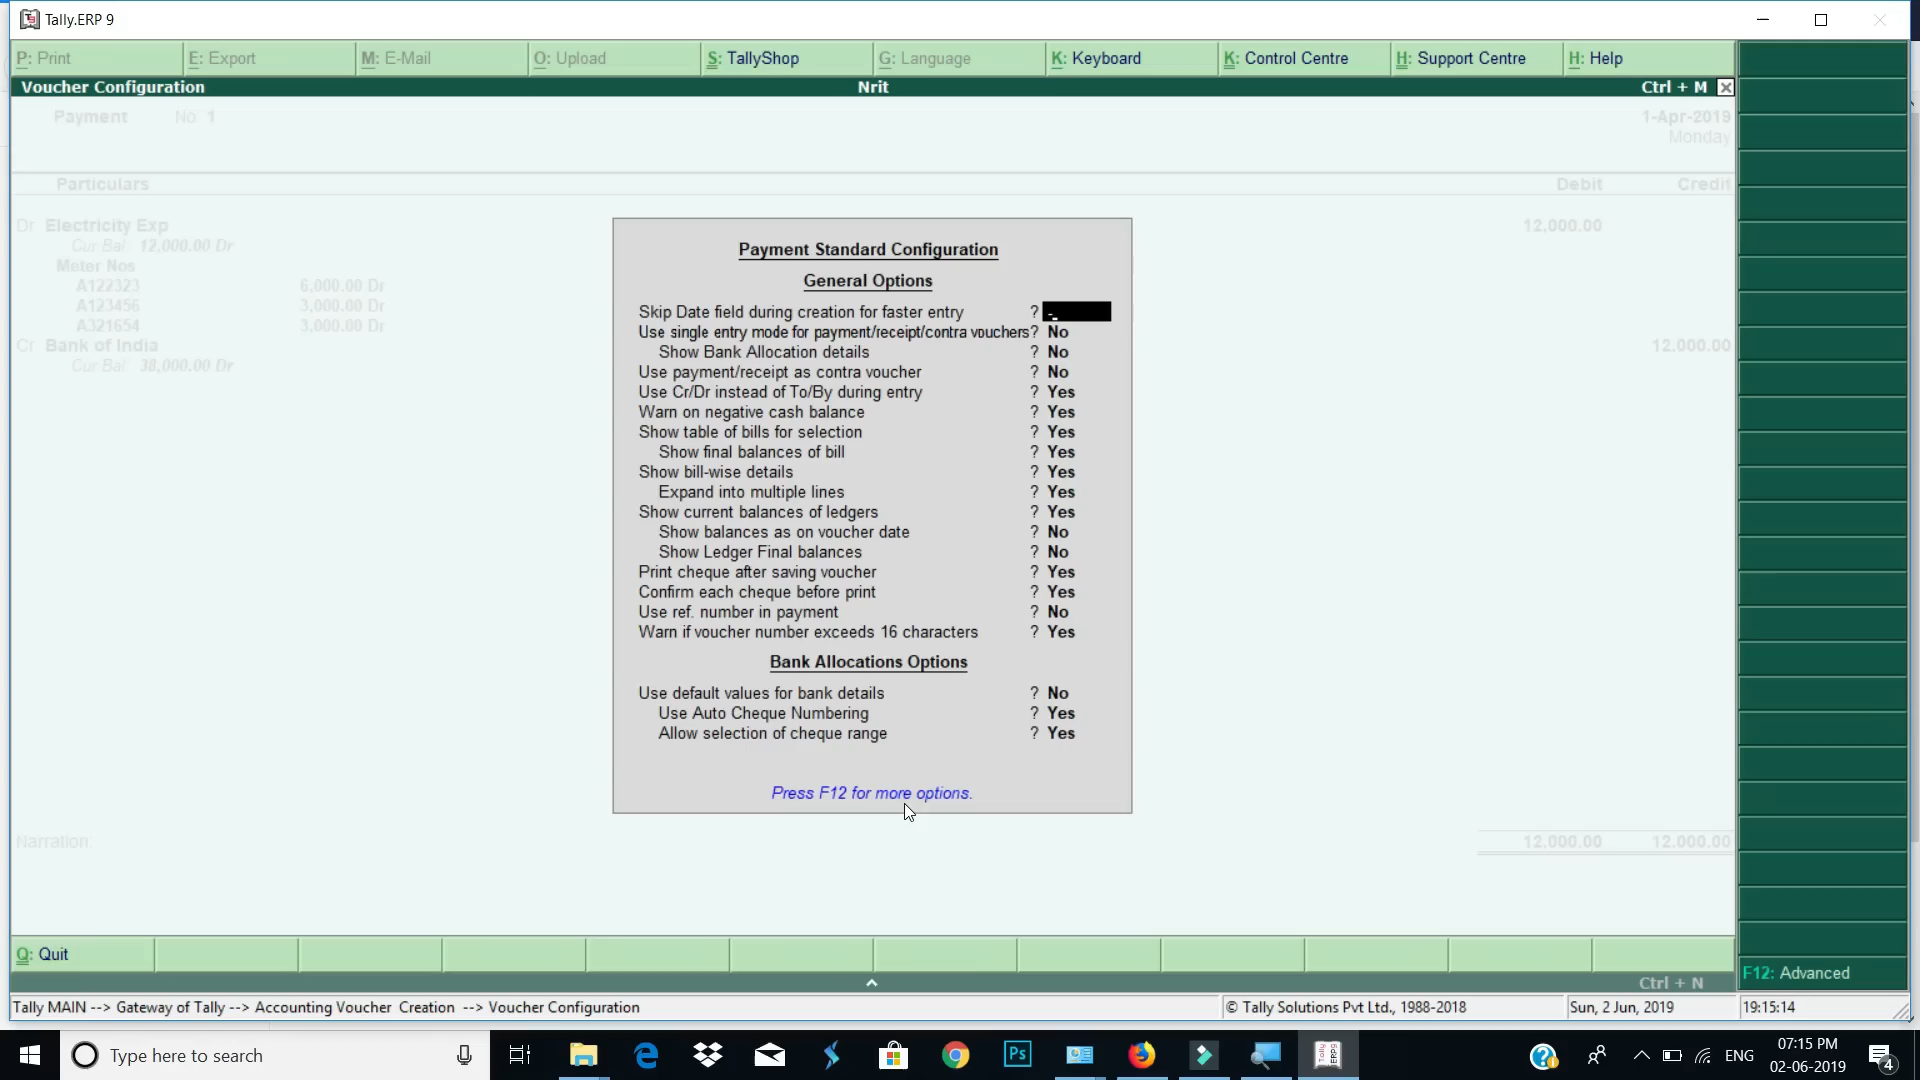 Tally.ERP 9
P: Print E: Export M: E-Mail O: Upload S: TallyShop G: Language K: Keyboard K: Control Centre H: Support Centre H: Help
Voucher Configuration Nrit Ctrl + M
Payment No 1 1-Apr-2019
Monday
Particulars Debit Credit
Dr Electricity Exp 12,000.00
Cur Bal: 12,000.00 Dr
Meter Nos
A122323 6,000.00 Dr
A123456 3,000.00 Dr
A321654 3,000.00 Dr
Cr Bank of India 12,000.00
Cur Bal: 38,000.00 Dr
Payment Standard Configuration
General Options
Skip Date field during creation for faster entry ?
Use single entry mode for payment/receipt/contra vouchers? No
Show Bank Allocation details ? No
Use payment/receipt as contra voucher ? No
Use Cr/Dr instead of To/By during entry ? Yes
Warn on negative cash balance ? Yes
Show table of bills for selection ? Yes
Show final balances of bill ? Yes
Show bill-wise details ? Yes
Expand into multiple lines ? Yes
Show current balances of ledgers ? Yes
Show balances as on voucher date ? No
Show Ledger Final balances ? No
Print cheque after saving voucher ? Yes
Confirm each cheque before print ? Yes
Use ref. number in payment ? No
Warn if voucher number exceeds 16 characters ? Yes
Bank Allocations Options
Use default values for bank details ? No
Use Auto Cheque Numbering ? Yes
Allow selection of cheque range ? Yes
Press F12 for more options.
Narration: 12,000.00 12,000.00
Q: Quit
F12: Advanced
Ctrl + N
Tally MAIN --> Gateway of Tally --> Accounting Voucher Creation --> Voucher Configuration © Tally Solutions Pvt Ltd., 1988-2018 Sun, 2 Jun, 2019 19:15:14
Type here to search Ps ENG 07:15 PM
02-06-2019 4